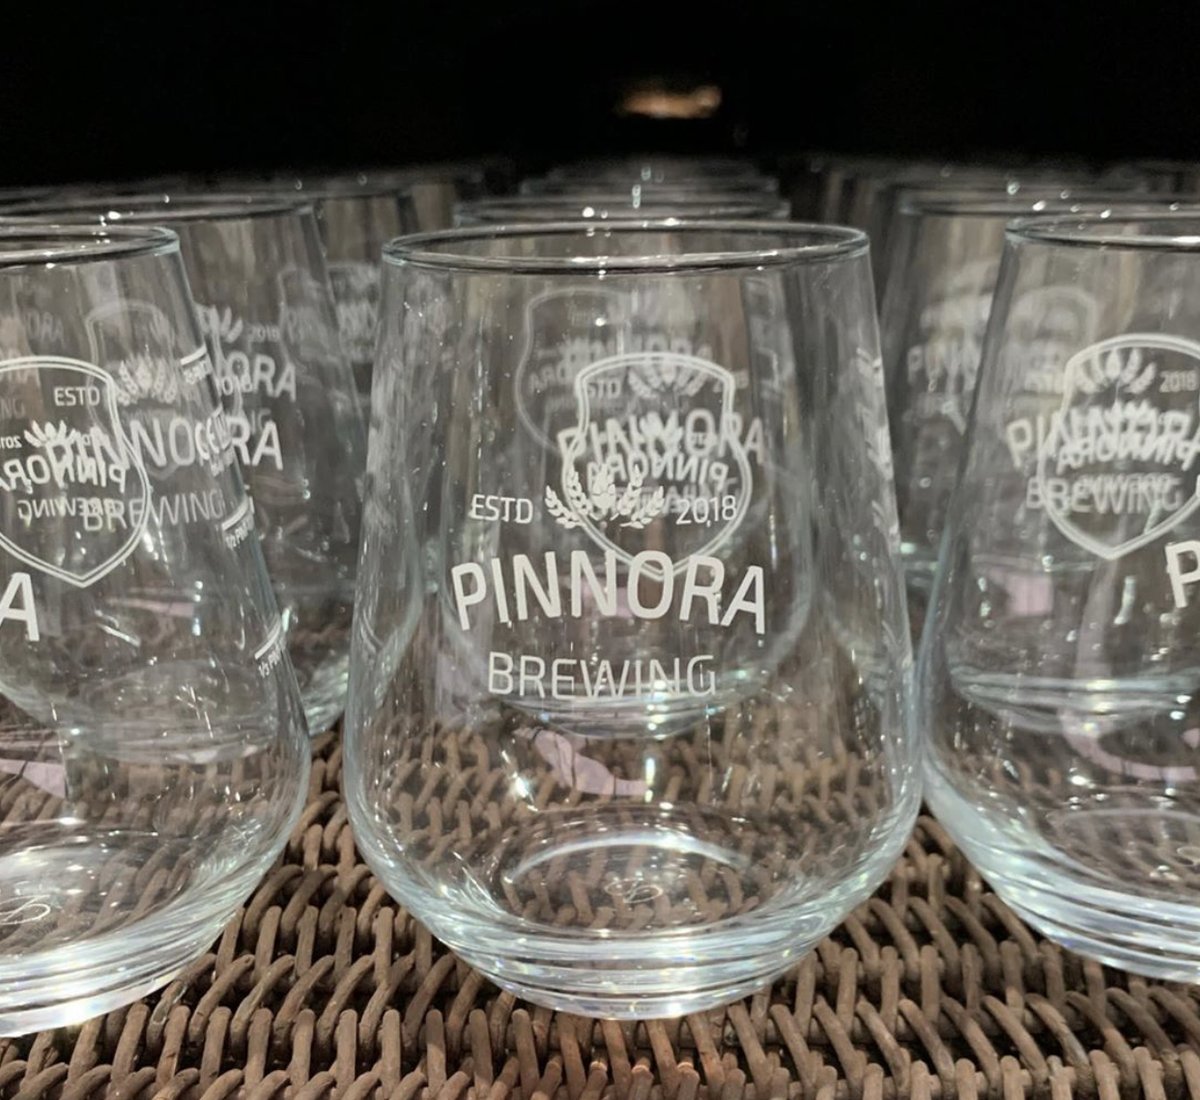 ESTD 2018
PINNORA
BREWING